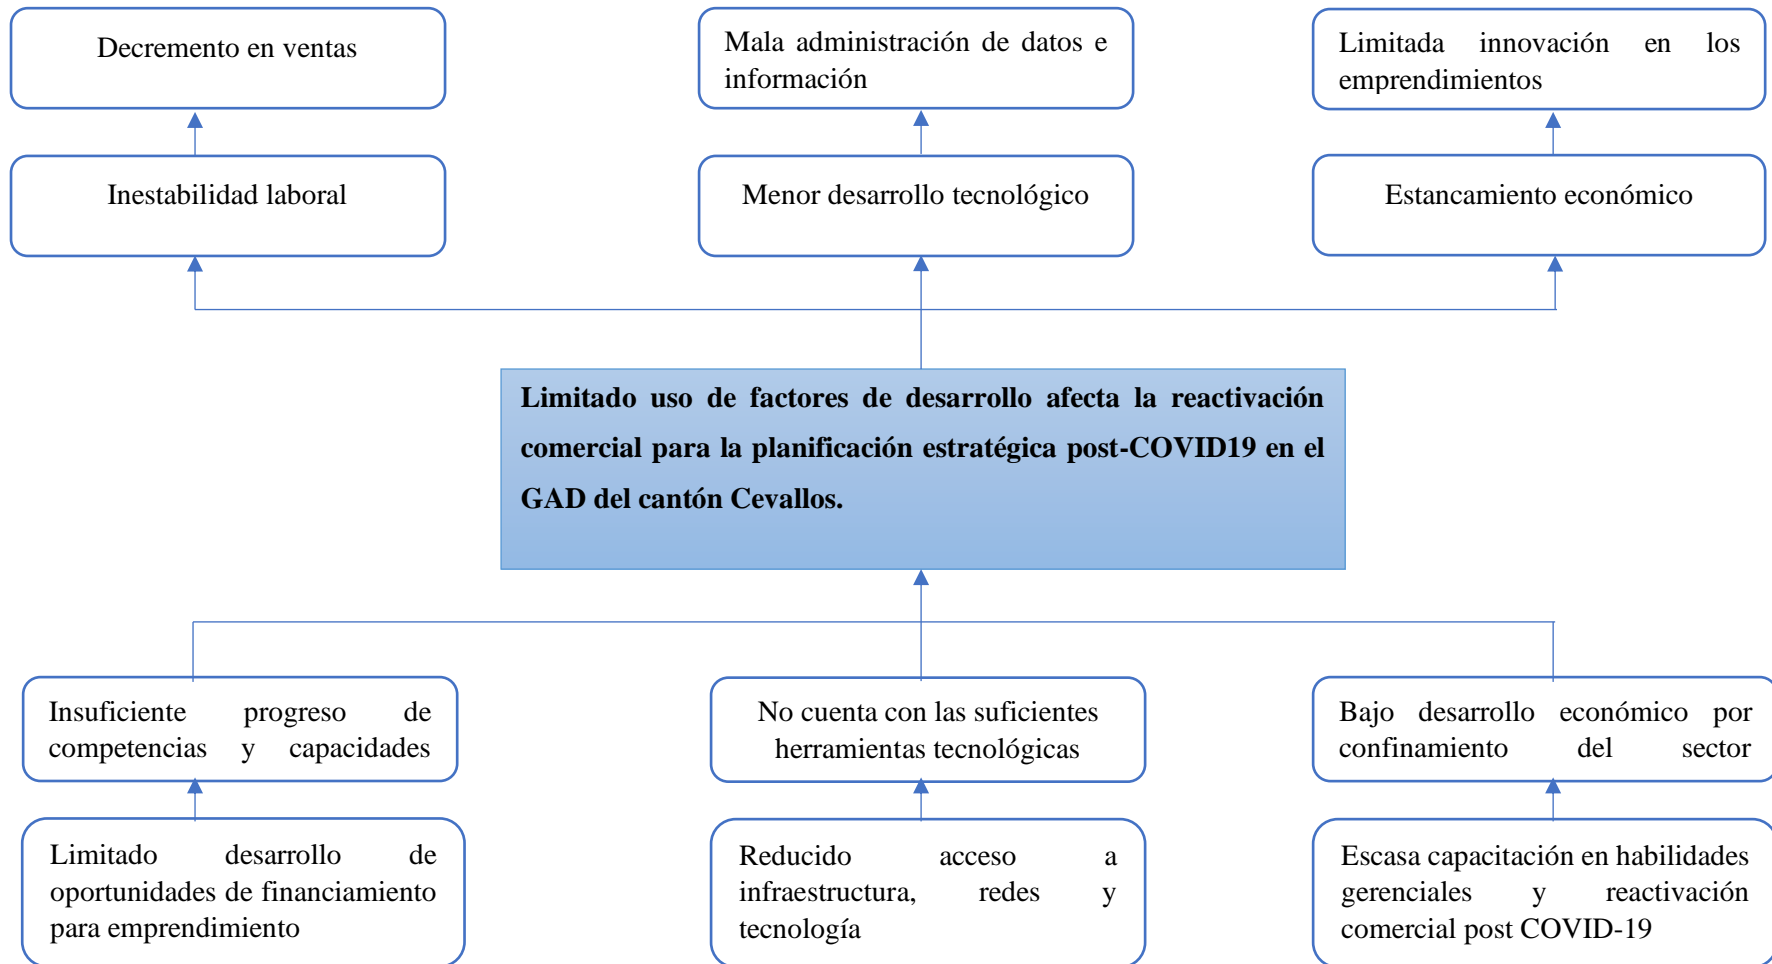 Decremento en ventas
Mala administración de datos e
información
Limitada innovación en los
emprendimientos
Inestabilidad laboral
Menor desarrollo tecnológico
Estancamiento económico
Limitado uso de factores de desarrollo afecta la reactivación
comercial para la planificación estratégica post-COVID19 en el
GAD del cantón Cevallos.
Insuficiente progreso de
competencias y capacidades
No cuenta con las suficientes
herramientas tecnológicas
Bajo desarrollo económico por
confinamiento del sector
Limitado desarrollo de
oportunidades de financiamiento
para emprendimiento
Reducido acceso a
infraestructura, redes y
tecnología
Escasa capacitación en habilidades
gerenciales y reactivación
comercial post COVID-19